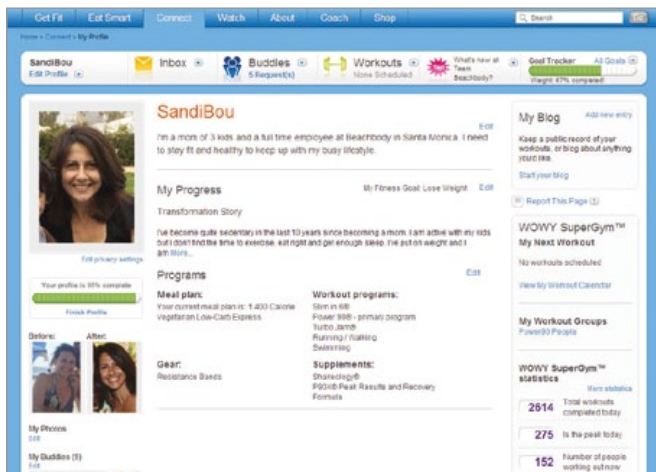 Get Fit Eat Smart Connect Watch About Coach Shop
Search Go
Home » Connect » My Profile
SandiBou
Edit Profile
Inbox
Buddies
5 Request(s)
Workouts
None Scheduled
What's new at
Team
Beachbody?
Goal Tracker All Goals
Weight: 67% completed
SandiBou
Edit
I'm a mom of 3 kids and a full time employee at Beachbody in Santa Monica. I need
to stay fit and healthy to keep up with my busy lifestyle.
My Progress
My Fitness Goal: Lose Weight Edit
Transformation Story
I've become quite sedentary in the last 10 years since becoming a mom. I am active with my kids
but I don't find the time to exercise, eat right and get enough sleep. I've put on weight and I
am More...
Edit privacy settings
Your profile is 95% complete
Finish Profile
Before: After:
My Photos
Edit
My Buddies (9)
Edit
Programs
Edit
Meal plan:
Your current meal plan is: 1,400 Calorie
Vegetarian Low-Carb Express
Workout programs:
Slim in 6®
Power 90® - primary program
Turbo Jam®
Running / Walking
Swimming
Gear:
Resistance Bands
Supplements:
Shakeology®
P90X® Peak Results and Recovery
Formula
My Blog Add new entry
Keep a public record of your
workouts, or blog about anything
you'd like.
Start your blog
Report This Page
WOWY SuperGym™
My Next Workout
No workouts scheduled
View My Workout Calendar
My Workout Groups
Power90 People
WOWY SuperGym™
statistics
More statistics
2614 Total workouts
completed today
275 Is the peak today
152 Number of people
working out now